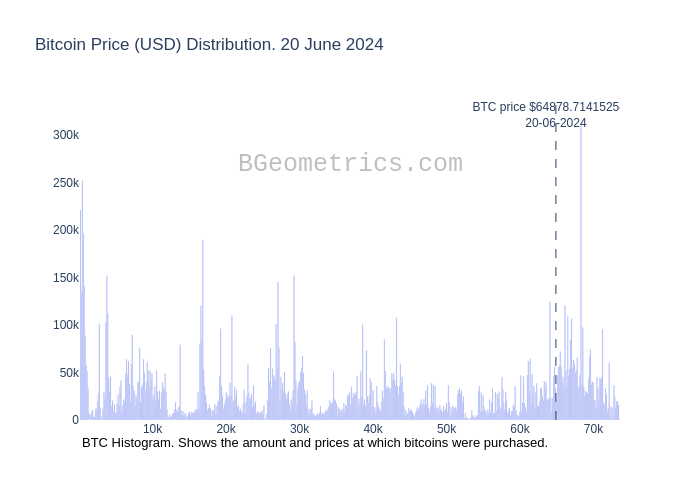 Bitcoin Price (USD) Distribution. 20 June 2024
BTC price $64878.7141525
20-06-2024
300k
BGeometrics.com
250k
200k
150k
100k
50k
0
10k 20k 30k 40k 50k 60k 70k
BTC Histogram. Shows the amount and prices at which bitcoins were purchased.